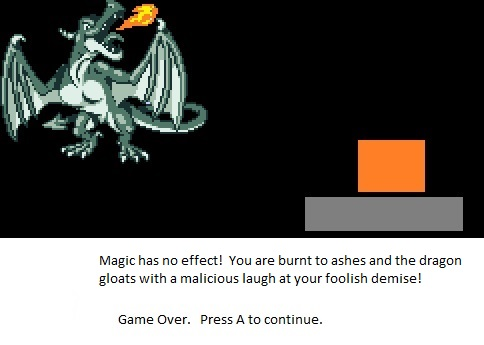 Magic has no effect!  You are burnt to ashes and the dragon
gloats with a malicious laugh at your foolish demise!
Game Over.   Press A to continue.